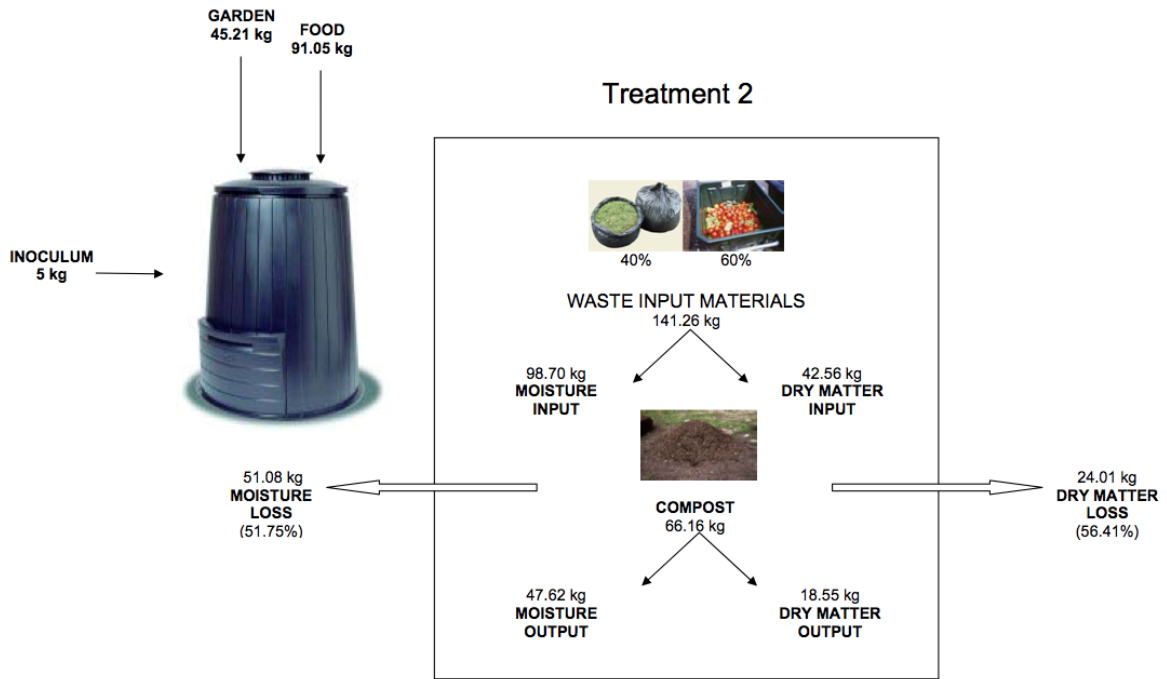 GARDEN
45.21 kg
FOOD
91.05 kg
Treatment 2
INOCULUM
5 kg
40%
60%
WASTE INPUT MATERIALS
141.26 kg
98.70 kg
MOISTURE
INPUT
42.56 kg
DRY MATTER
INPUT
51.08 kg
MOISTURE
LOSS
(51.75%)
24.01 kg
DRY MATTER
LOSS
(56.41%)
COMPOST
66.16 kg
47.62 kg
MOISTURE
OUTPUT
18.55 kg
DRY MATTER
OUTPUT